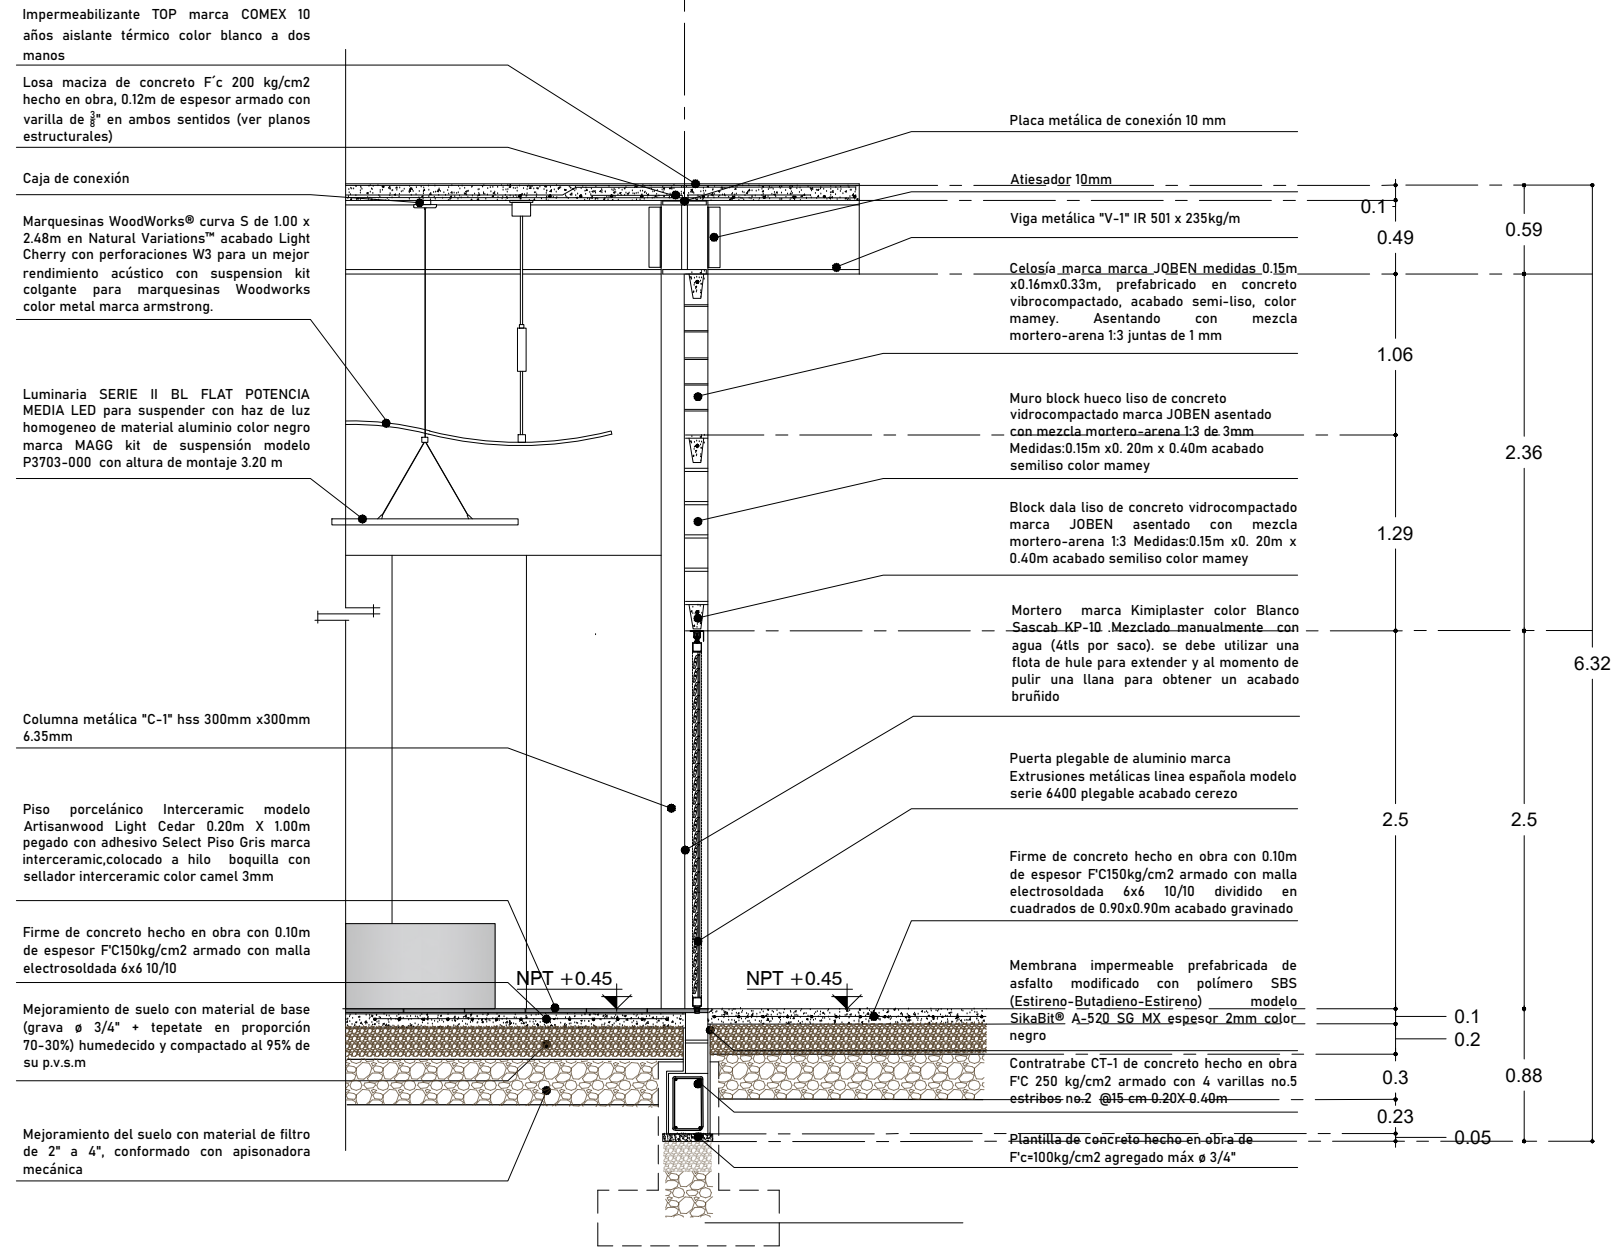 Impermeabilizante TOP marca COMEX 10
años aislante térmico color blanco a dos
manos
Losa maciza de concreto F´c 200 kg/cm2
hecho en obra, 0.12m de espesor armado con
varilla de 3/8" en ambos sentidos (ver planos
estructurales)
Caja de conexión
Marquesinas WoodWorks® curva S de 1.00 x
2.48m en Natural Variations™ acabado Light
Cherry con perforaciones W3 para un mejor
rendimiento acústico con suspension kit
colgante para marquesinas Woodworks
color metal marca armstrong.
Luminaria SERIE II BL FLAT POTENCIA
MEDIA LED para suspender con haz de luz
homogeneo de material aluminio color negro
marca MAGG kit de suspensión modelo
P3703-000 con altura de montaje 3.20 m
Columna metálica "C-1" hss 300mm x300mm
6.35mm
Piso porcelánico Interceramic modelo
Artisanwood Light Cedar 0.20m X 1.00m
pegado con adhesivo Select Piso Gris marca
interceramic,colocado a hilo boquilla con
sellador interceramic color camel 3mm
Firme de concreto hecho en obra con 0.10m
de espesor F'C150kg/cm2 armado con malla
electrosoldada 6x6 10/10
Mejoramiento de suelo con material de base
(grava ø 3/4" + tepetate en proporción
70-30%) humedecido y compactado al 95% de
su p.v.s.m
Mejoramiento del suelo con material de filtro
de 2" a 4", conformado con apisonadora
mecánica
NPT +0.45
NPT +0.45
Placa metálica de conexión 10 mm
Atiesador 10mm
Viga metálica "V-1" IR 501 x 235kg/m
Celosía marca marca JOBEN medidas 0.15m
x0.16mx0.33m, prefabricado en concreto
vibrocompactado, acabado semi-liso, color
mamey. Asentando con mezcla
mortero-arena 1:3 juntas de 1 mm
Muro block hueco liso de concreto
vidrocompactado marca JOBEN asentado
con mezcla mortero-arena 1:3 de 3mm
Medidas:0.15m x0. 20m x 0.40m acabado
semiliso color mamey
Block dala liso de concreto vidrocompactado
marca JOBEN asentado con mezcla
mortero-arena 1:3 Medidas:0.15m x0. 20m x
0.40m acabado semiliso color mamey
Mortero marca Kimiplaster color Blanco
Sascab KP-10 Mezclado manualmente con
agua (4tls por saco). se debe utilizar una
flota de hule para extender y al momento de
pulir una llana para obtener un acabado
bruñido
Puerta plegable de aluminio marca
Extrusiones metálicas linea española modelo
serie 6400 plegable acabado cerezo
Firme de concreto hecho en obra con 0.10m
de espesor F'C150kg/cm2 armado con malla
electrosoldada 6x6 10/10 dividido en
cuadrados de 0.90x0.90m acabado gravinado
Membrana impermeable prefabricada de
asfalto modificado con polímero SBS
(Estireno-Butadieno-Estireno) modelo
SikaBit® A-520 SG MX espesor 2mm color
negro
Contratrabe CT-1 de concreto hecho en obra
F'C 250 kg/cm2 armado con 4 varillas no.5
estribos no.2 @15 cm 0.20X 0.40m
Plantilla de concreto hecho en obra de
F'c=100kg/cm2 agregado máx ø 3/4"
0.1
0.49
1.06
1.29
2.5
0.1
0.2
0.3
0.23
0.05
0.59
2.36
2.5
0.88
6.32